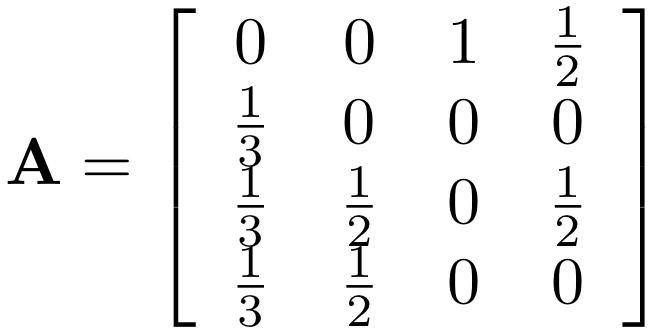 A = [ 0 0 1 1/2
1/3 0 0 0
1/3 1/2 0 1/2
1/3 1/2 0 0 ]